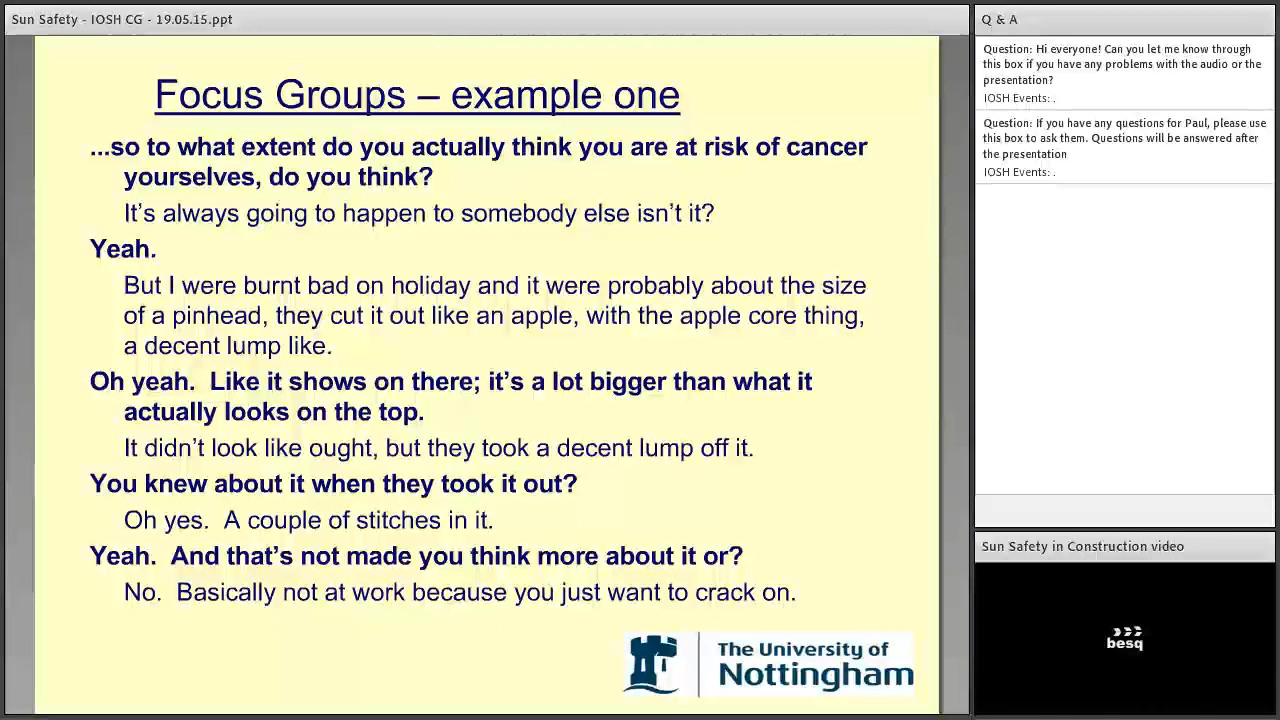 Sun Safety - IOSH CG - 19.05.15.ppt
Focus Groups – example one
...so to what extent do you actually think you are at risk of cancer
yourselves, do you think?
It’s always going to happen to somebody else isn’t it?
Yeah.
But I were burnt bad on holiday and it were probably about the size
of a pinhead, they cut it out like an apple, with the apple core thing,
a decent lump like.
Oh yeah.  Like it shows on there; it’s a lot bigger than what it
actually looks on the top.
It didn’t look like ought, but they took a decent lump off it.
You knew about it when they took it out?
Oh yes.  A couple of stitches in it.
Yeah.  And that’s not made you think more about it or?
No.  Basically not at work because you just want to crack on.
The University of
Nottingham
Q & A
Question: Hi everyone! Can you let me know through
this box if you have any problems with the audio or the
presentation?
IOSH Events: .
Question: If you have any questions for Paul, please use
this box to ask them. Questions will be answered after
the presentation
IOSH Events: .
Sun Safety in Construction video
besq